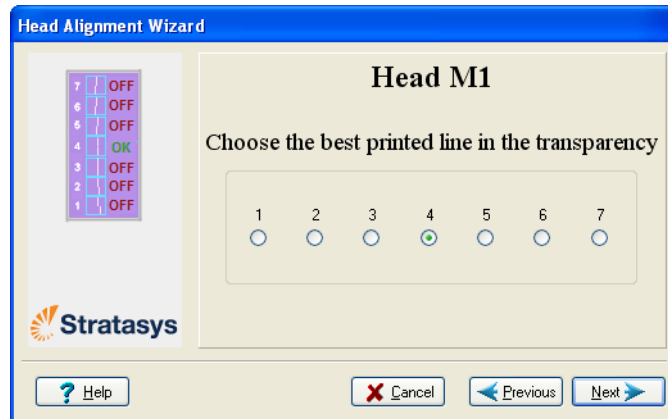 Head Alignment Wizard
7 OFF
6 OFF
5 OFF
4 OK
3 OFF
2 OFF
1 OFF
Stratasys
Head M1
Choose the best printed line in the transparency
1 2 3 4 5 6 7
Help
Cancel
Previous
Next